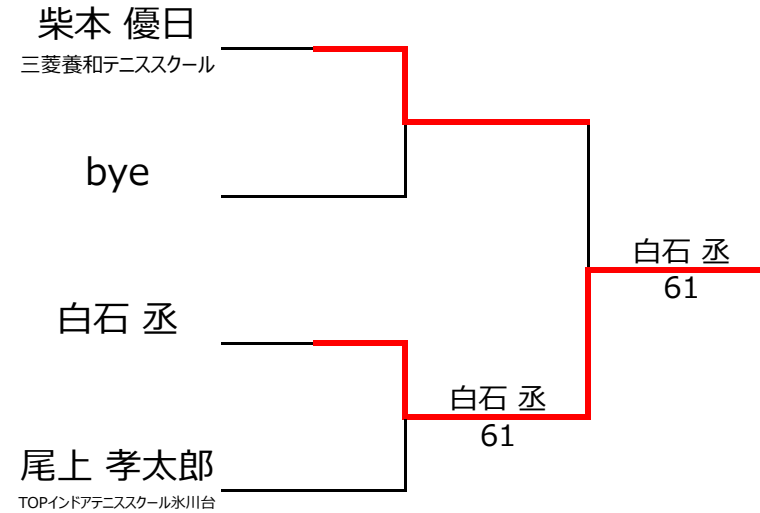 柴本 優日
三菱養和テニススクール
bye
白石 丞
61
白石 丞
白石 丞
61
尾上 孝太郎
TOPインドアテニススクール氷川台